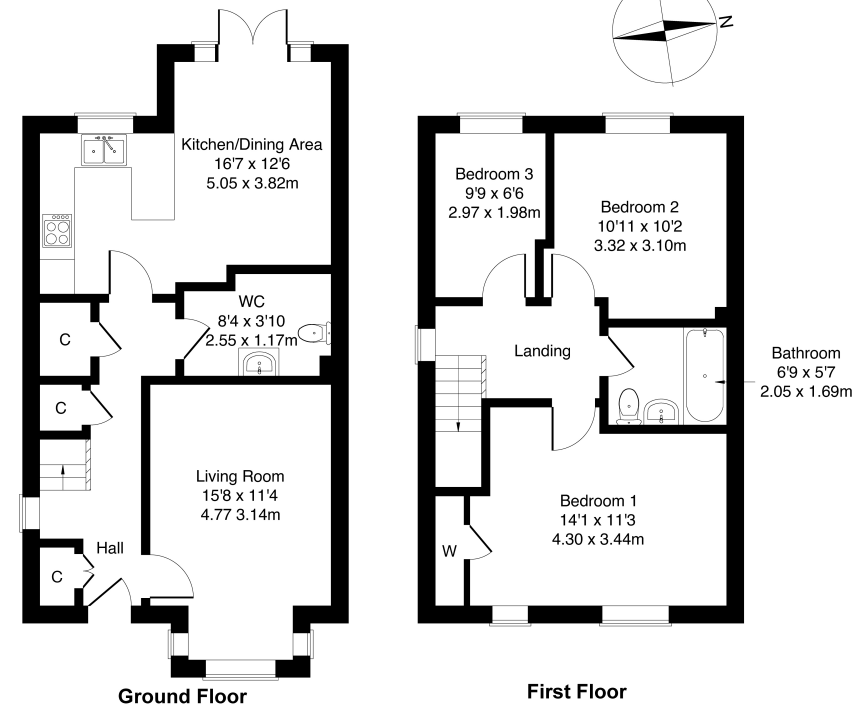 N
Kitchen/Dining Area
16'7 x 12'6
5.05 x 3.82m
WC
8'4 x 3'10
2.55 x 1.17m
C
C
Living Room
15'8 x 11'4
4.77 3.14m
Hall
C
Ground Floor
Bedroom 3
9'9 x 6'6
2.97 x 1.98m
Bedroom 2
10'11 x 10'2
3.32 x 3.10m
Landing
Bathroom
6'9 x 5'7
2.05 x 1.69m
Bedroom 1
14'1 x 11'3
4.30 x 3.44m
W
First Floor